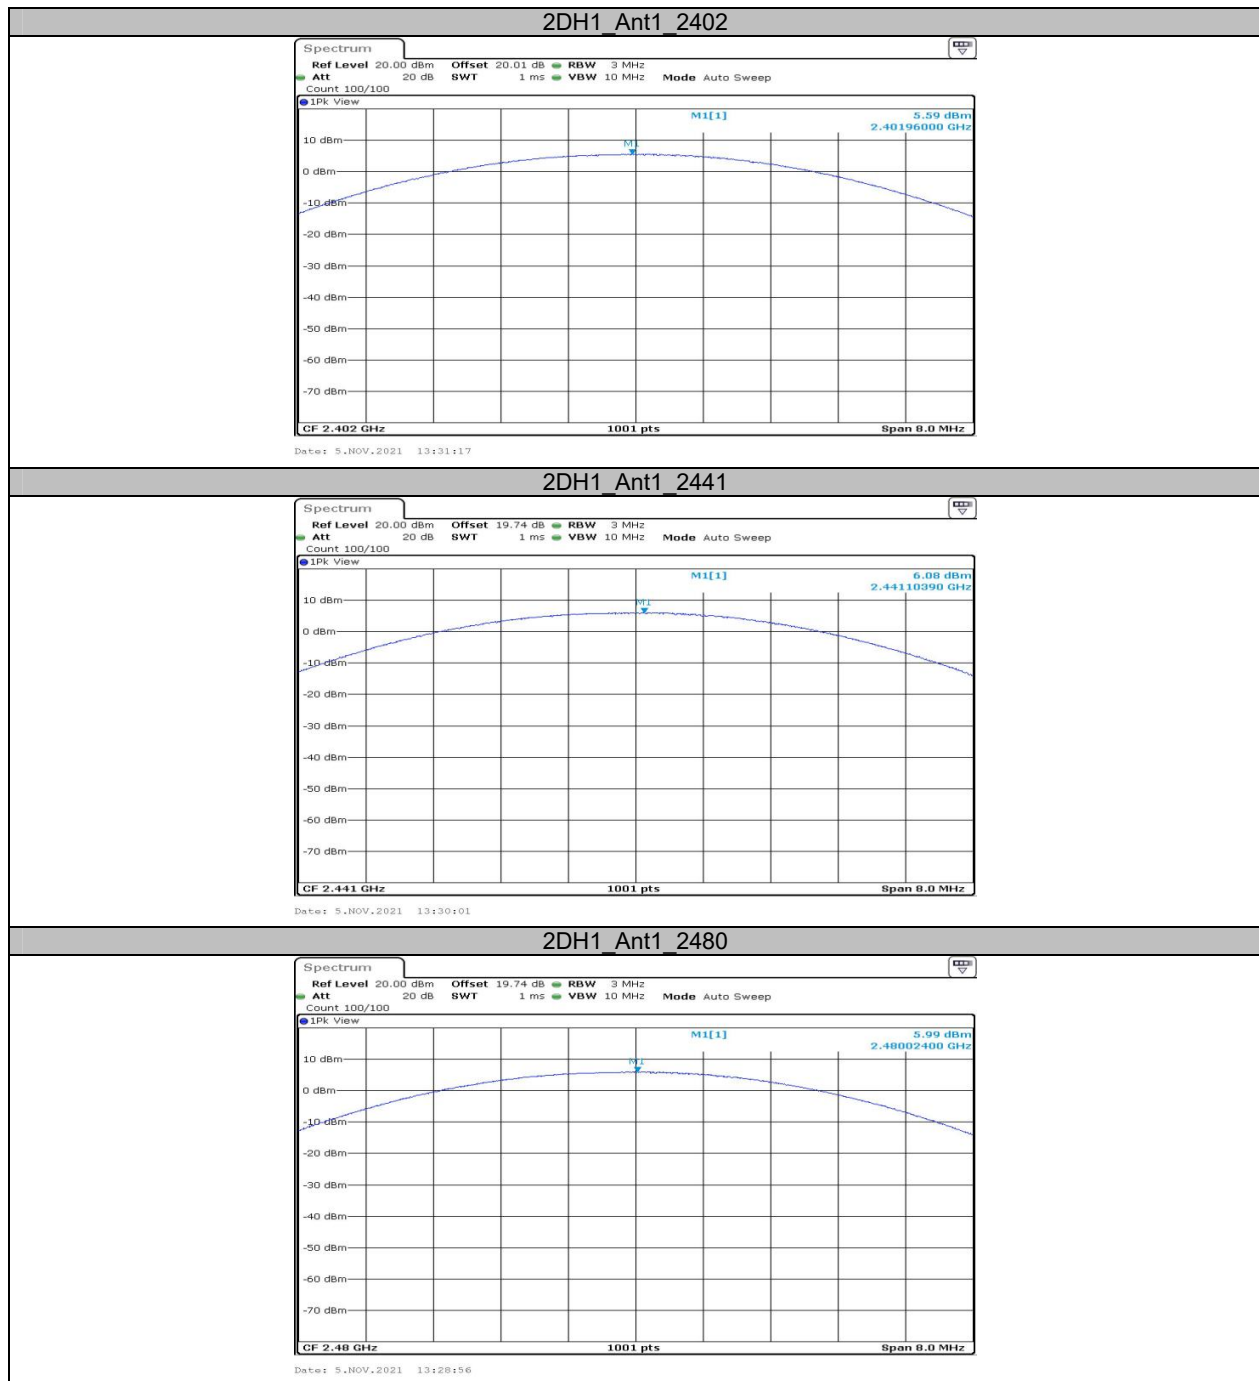 2DH1_Ant1_2402
Spectrum
Ref Level 20.00 dBm Offset 20.01 dB RBW 3 MHz
Att 20 dB SWT 1 ms VBW 10 MHz Mode Auto Sweep
Count 100/100
1Pk View
M1[1] 5.59 dBm
2.40196000 GHz
10 dBm
M1
0 dBm
-10 dBm
-20 dBm
-30 dBm
-40 dBm
-50 dBm
-60 dBm
-70 dBm
CF 2.402 GHz 1001 pts Span 8.0 MHz
Date: 5.NOV.2021 13:31:17
2DH1_Ant1_2441
Spectrum
Ref Level 20.00 dBm Offset 19.74 dB RBW 3 MHz
Att 20 dB SWT 1 ms VBW 10 MHz Mode Auto Sweep
Count 100/100
1Pk View
M1[1] 6.08 dBm
2.44110390 GHz
10 dBm
M1
0 dBm
-10 dBm
-20 dBm
-30 dBm
-40 dBm
-50 dBm
-60 dBm
-70 dBm
CF 2.441 GHz 1001 pts Span 8.0 MHz
Date: 5.NOV.2021 13:30:01
2DH1_Ant1_2480
Spectrum
Ref Level 20.00 dBm Offset 19.74 dB RBW 3 MHz
Att 20 dB SWT 1 ms VBW 10 MHz Mode Auto Sweep
Count 100/100
1Pk View
M1[1] 5.99 dBm
2.48002400 GHz
10 dBm
M1
0 dBm
-10 dBm
-20 dBm
-30 dBm
-40 dBm
-50 dBm
-60 dBm
-70 dBm
CF 2.48 GHz 1001 pts Span 8.0 MHz
Date: 5.NOV.2021 13:28:56